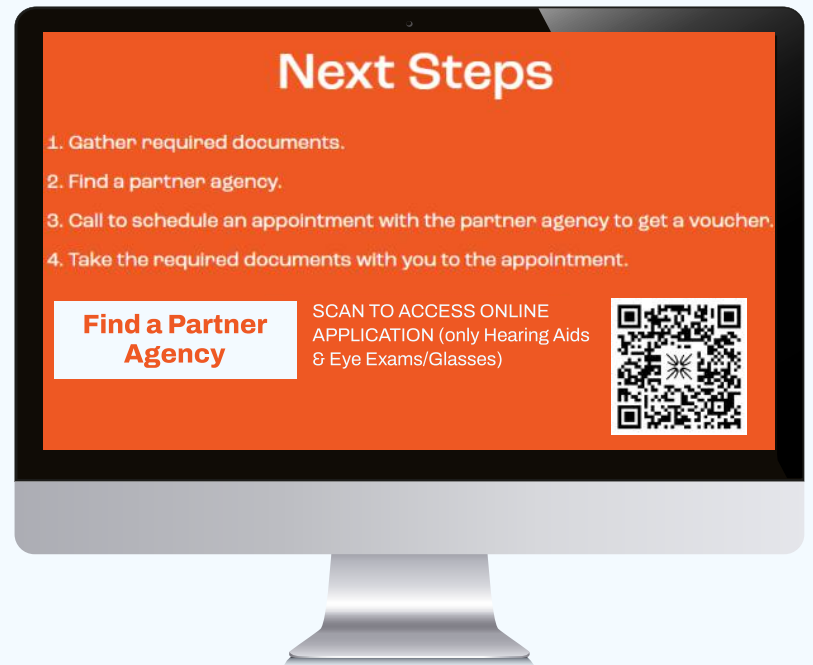 Next Steps
1. Gather required documents.
2. Find a partner agency.
3. Call to schedule an appointment with the partner agency to get a voucher.
4. Take the required documents with you to the appointment.
Find a Partner
Agency
SCAN TO ACCESS ONLINE
APPLICATION (only Hearing Aids
& Eye Exams/Glasses)